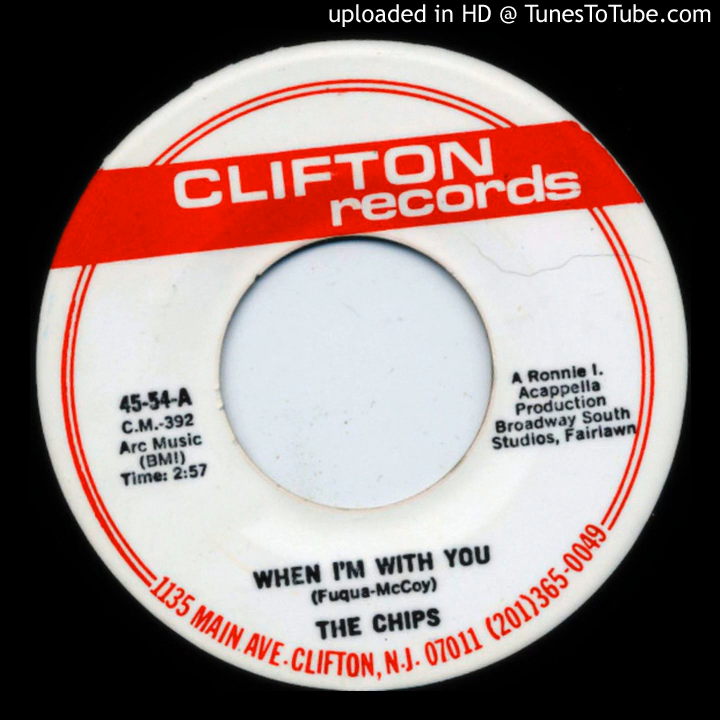 uploaded in HD @ TunesToTube.com
CLIFTON
records
45-54-A
C.M.-392
Arc Music
(BMI)
Time: 2:57
A Ronnie I.
Acappella
Production
Broadway South
Studios, Fairlawn
WHEN I'M WITH YOU
(Fuqua-McCoy)
THE CHIPS
1135 MAIN AVE. CLIFTON, N.J. 07011 (201)365-0049